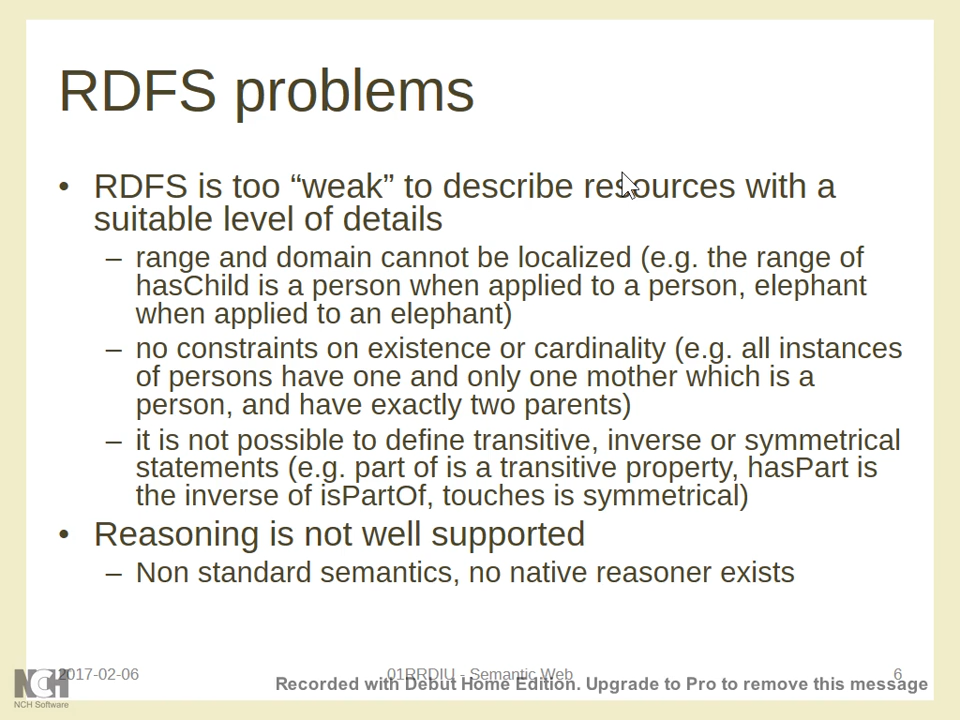 RDFS problems
• RDFS is too “weak” to describe resources with a
suitable level of details
– range and domain cannot be localized (e.g. the range of
hasChild is a person when applied to a person, elephant
when applied to an elephant)
– no constraints on existence or cardinality (e.g. all instances
of persons have one and only one mother which is a
person, and have exactly two parents)
– it is not possible to define transitive, inverse or symmetrical
statements (e.g. part of is a transitive property, hasPart is
the inverse of isPartOf, touches is symmetrical)
• Reasoning is not well supported
– Non standard semantics, no native reasoner exists
2017-02-06 01RRDIU - Semantic Web 6
Recorded with Debut Home Edition. Upgrade to Pro to remove this message
NCH
NCH Software